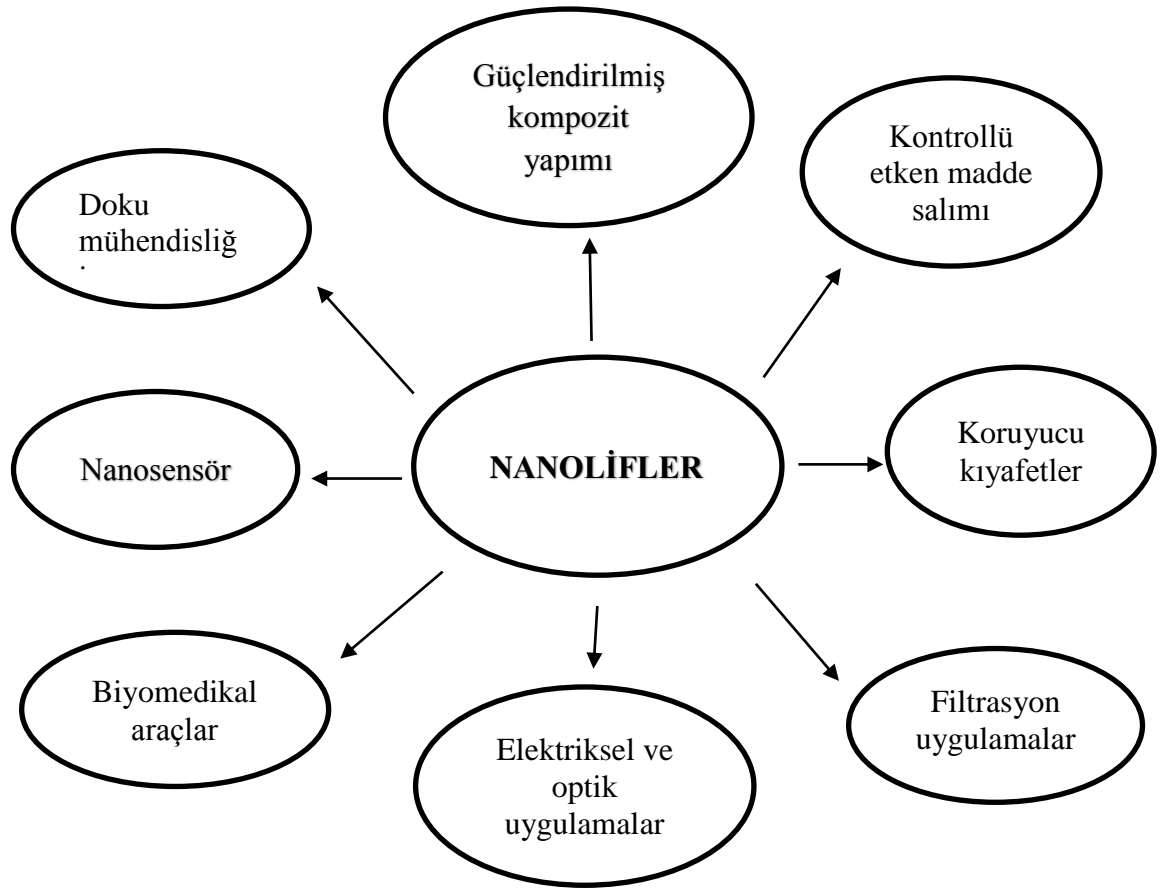 Güçlendirilmiş
kompozit
yapımı
Kontrollü
etken madde
salımı
Doku
mühendisliğ
Koruyucu
kıyafetler
NANOLİFLER
Nanosensör
Biyomedikal
araçlar
Filtrasyon
uygulamalar
Elektriksel ve
optik
uygulamalar